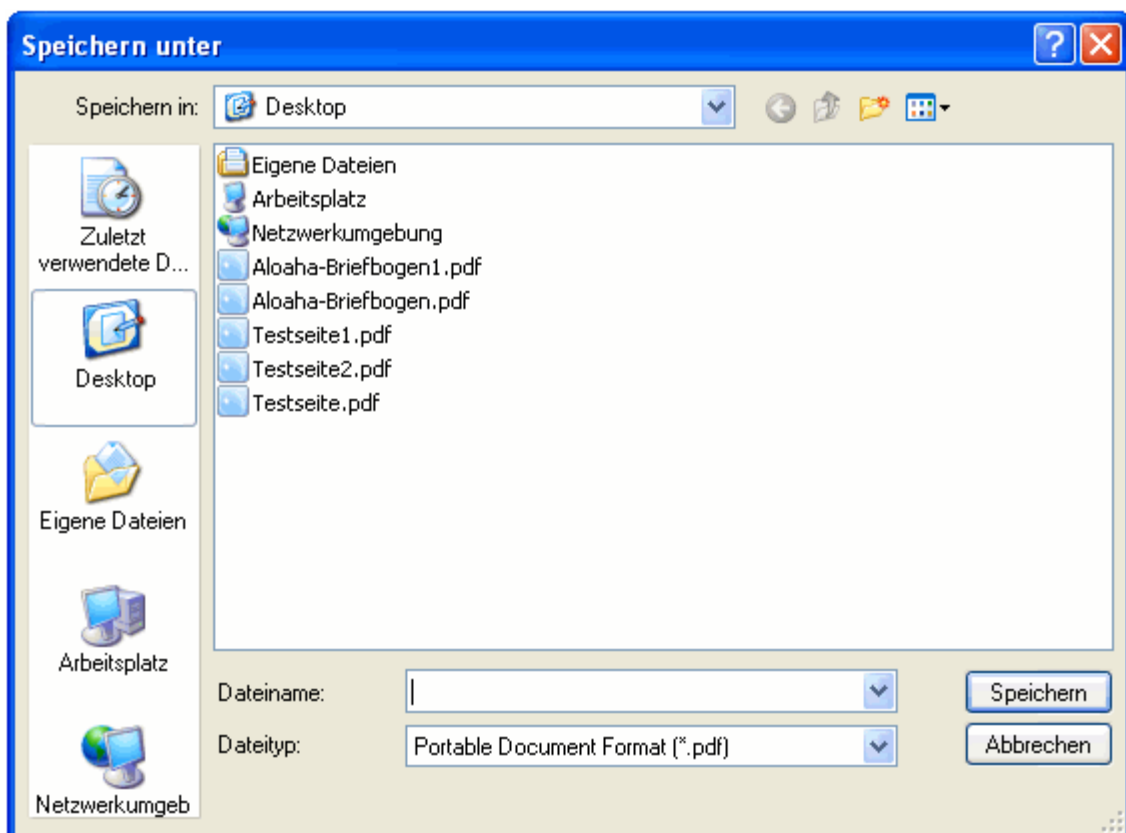 Speichern unter
Speichern in:
Desktop
Zuletzt
verwendete D...
Desktop
Eigene Dateien
Arbeitsplatz
Netzwerkumgeb
Eigene Dateien
Arbeitsplatz
Netzwerkumgebung
Aloaha-Briefbogen1.pdf
Aloaha-Briefbogen.pdf
Testseite1.pdf
Testseite2.pdf
Testseite.pdf
Dateiname:
Speichern
Dateityp:
Portable Document Format (*.pdf)
Abbrechen